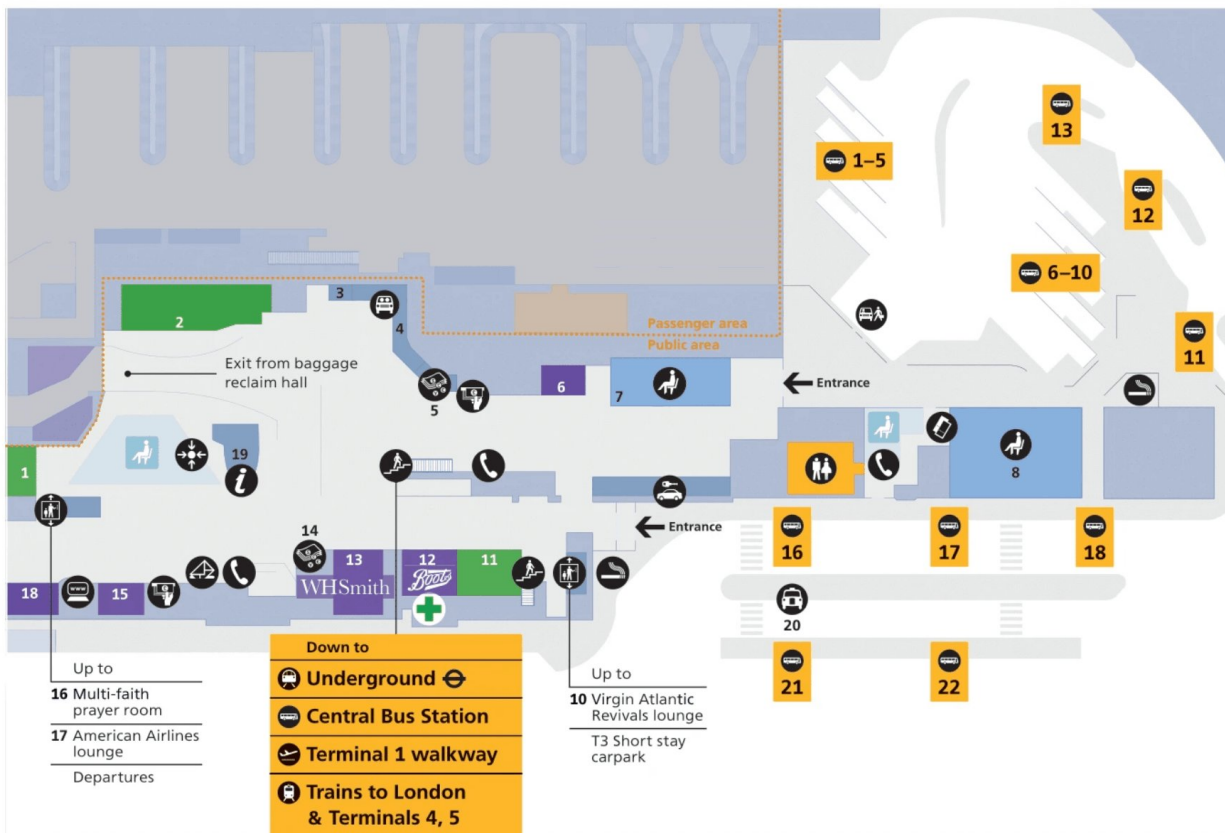 13
1–5
12
6–10
11
2
3
4
Passenger area
Public area
Exit from baggage
reclaim hall
5
6
7
Entrance
8
1
19
i
Entrance
16
17
18
14
13
12
11
WHSmith
Boots
18
www
15
20
21
22
Up to
16 Multi-faith
prayer room
17 American Airlines
lounge
Departures
Down to
Underground
Central Bus Station
Terminal 1 walkway
Trains to London
& Terminals 4, 5
Up to
10 Virgin Atlantic
Revivals lounge
T3 Short stay
carpark